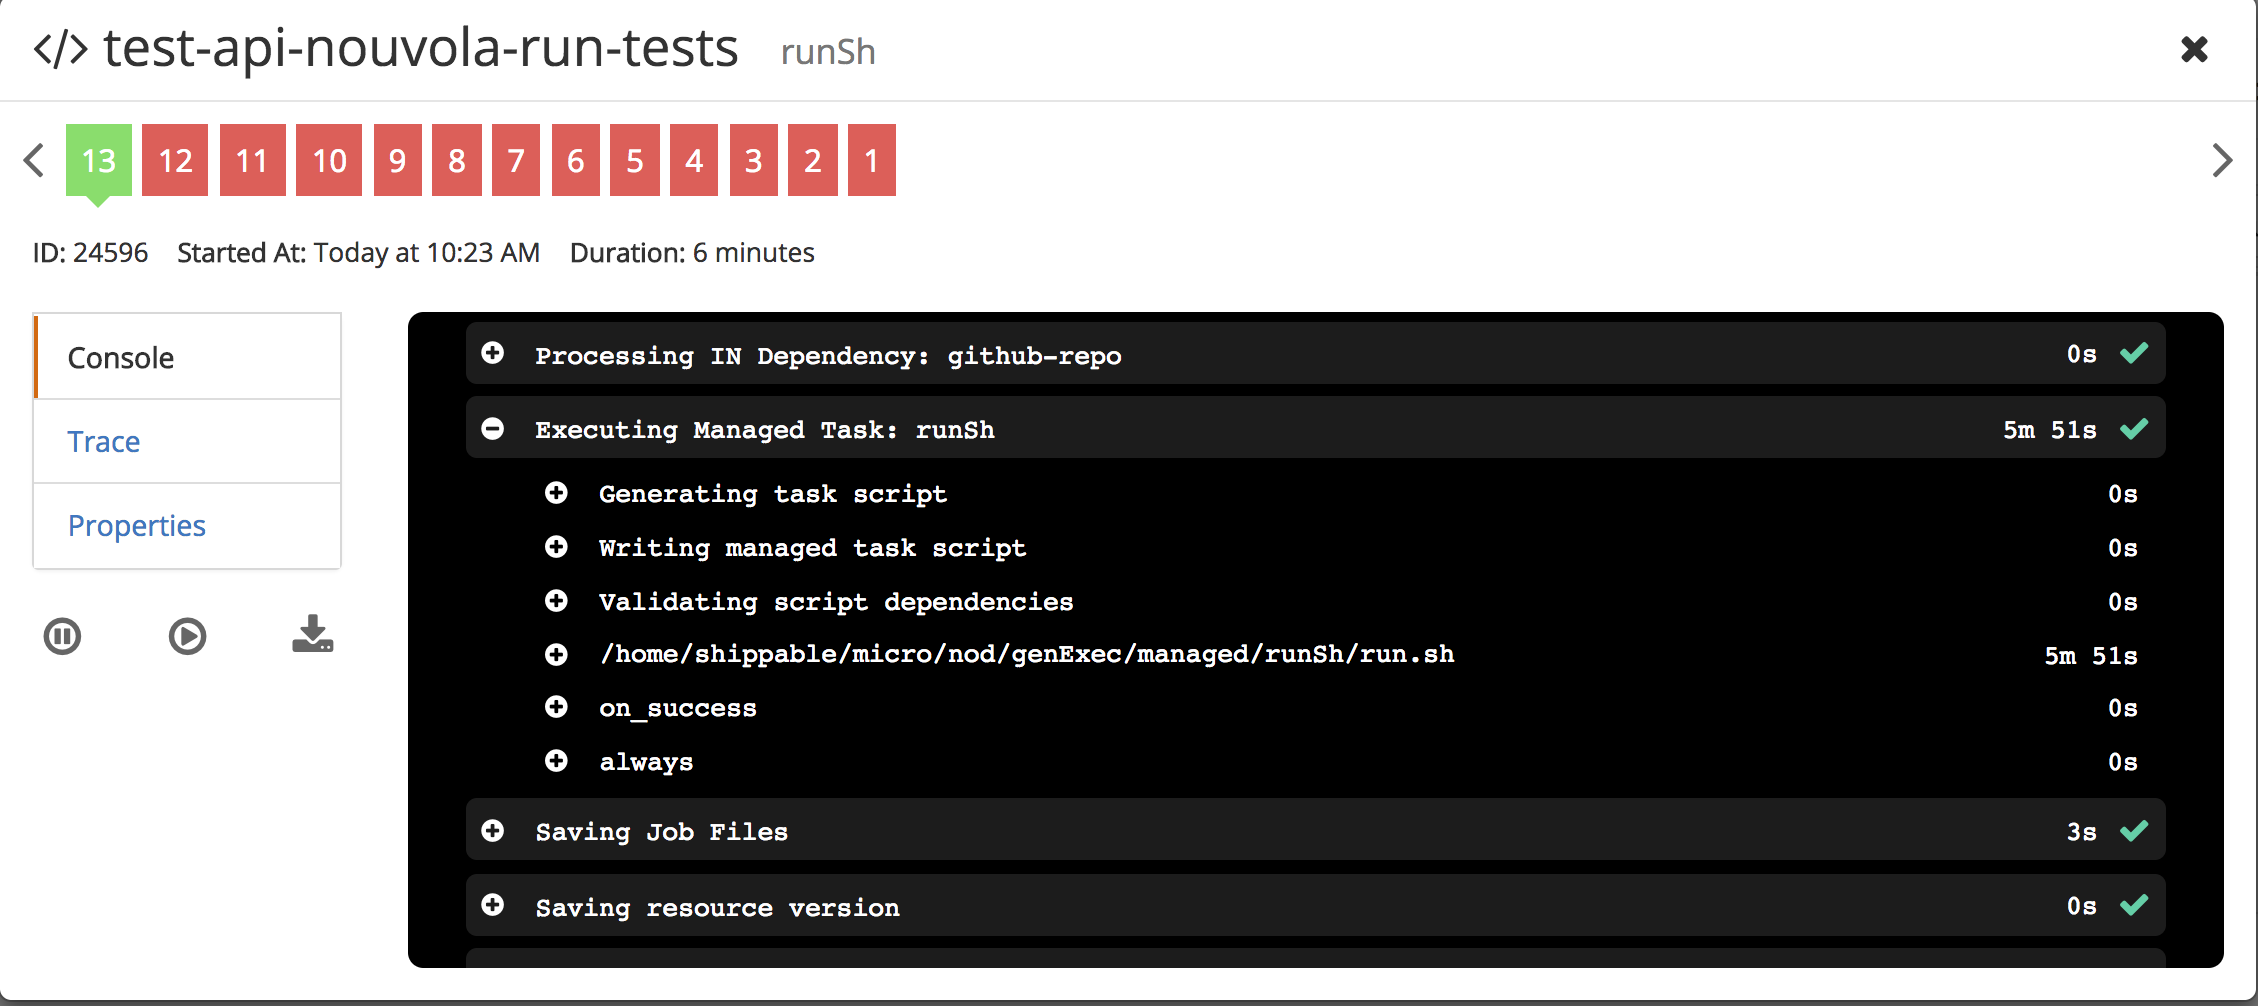 </> test-api-nouvola-run-tests runSh
13 12 11 10 9 8 7 6 5 4 3 2 1
ID: 24596 Started At: Today at 10:23 AM Duration: 6 minutes
Console
Trace
Properties
Processing IN Dependency: github-repo 0s
Executing Managed Task: runSh 5m 51s
Generating task script 0s
Writing managed task script 0s
Validating script dependencies 0s
/home/shippable/micro/nod/genExec/managed/runSh/run.sh 5m 51s
on_success 0s
always 0s
Saving Job Files 3s
Saving resource version 0s